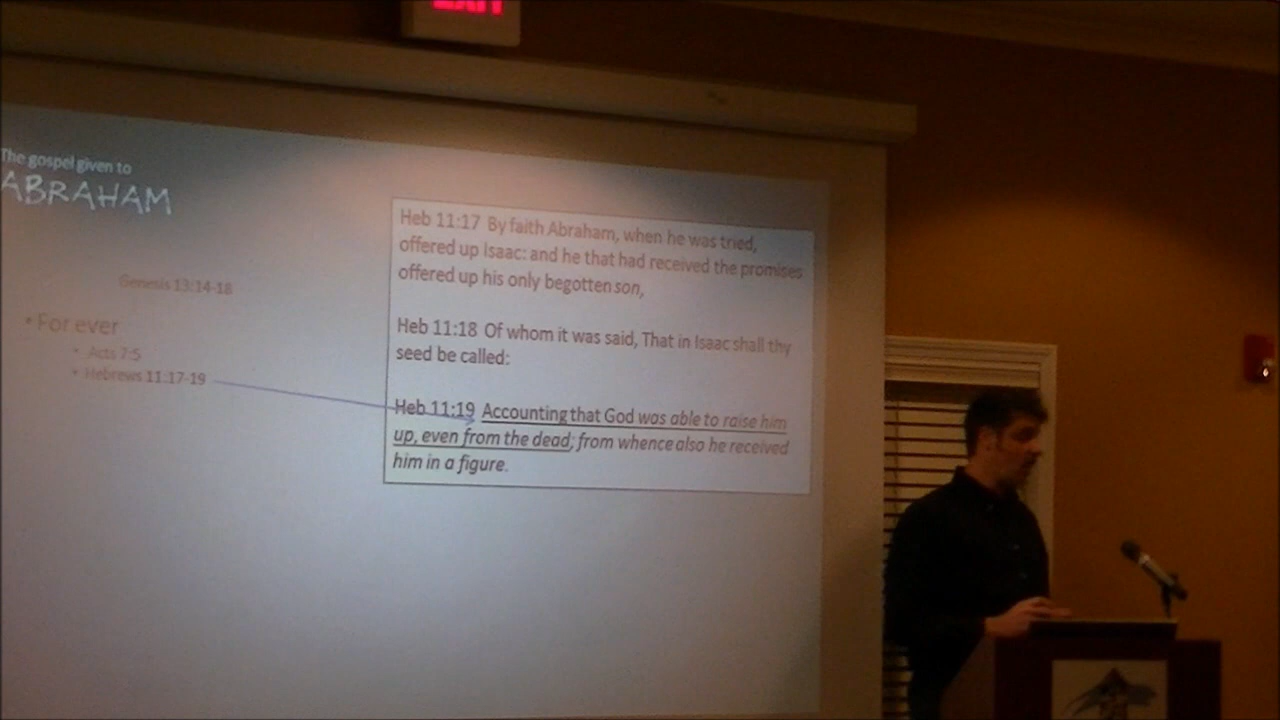 EXIT
The gospel given to
ABRAHAM
Genesis 13:14-18
• For ever
• Acts 7:5
• Hebrews 11:17-19
Heb 11:17 By faith Abraham, when he was tried,
offered up Isaac: and he that had received the promises
offered up his only begotten son,
Heb 11:18 Of whom it was said, That in Isaac shall thy
seed be called:
Heb 11:19 Accounting that God was able to raise him
up, even from the dead; from whence also he received
him in a figure.